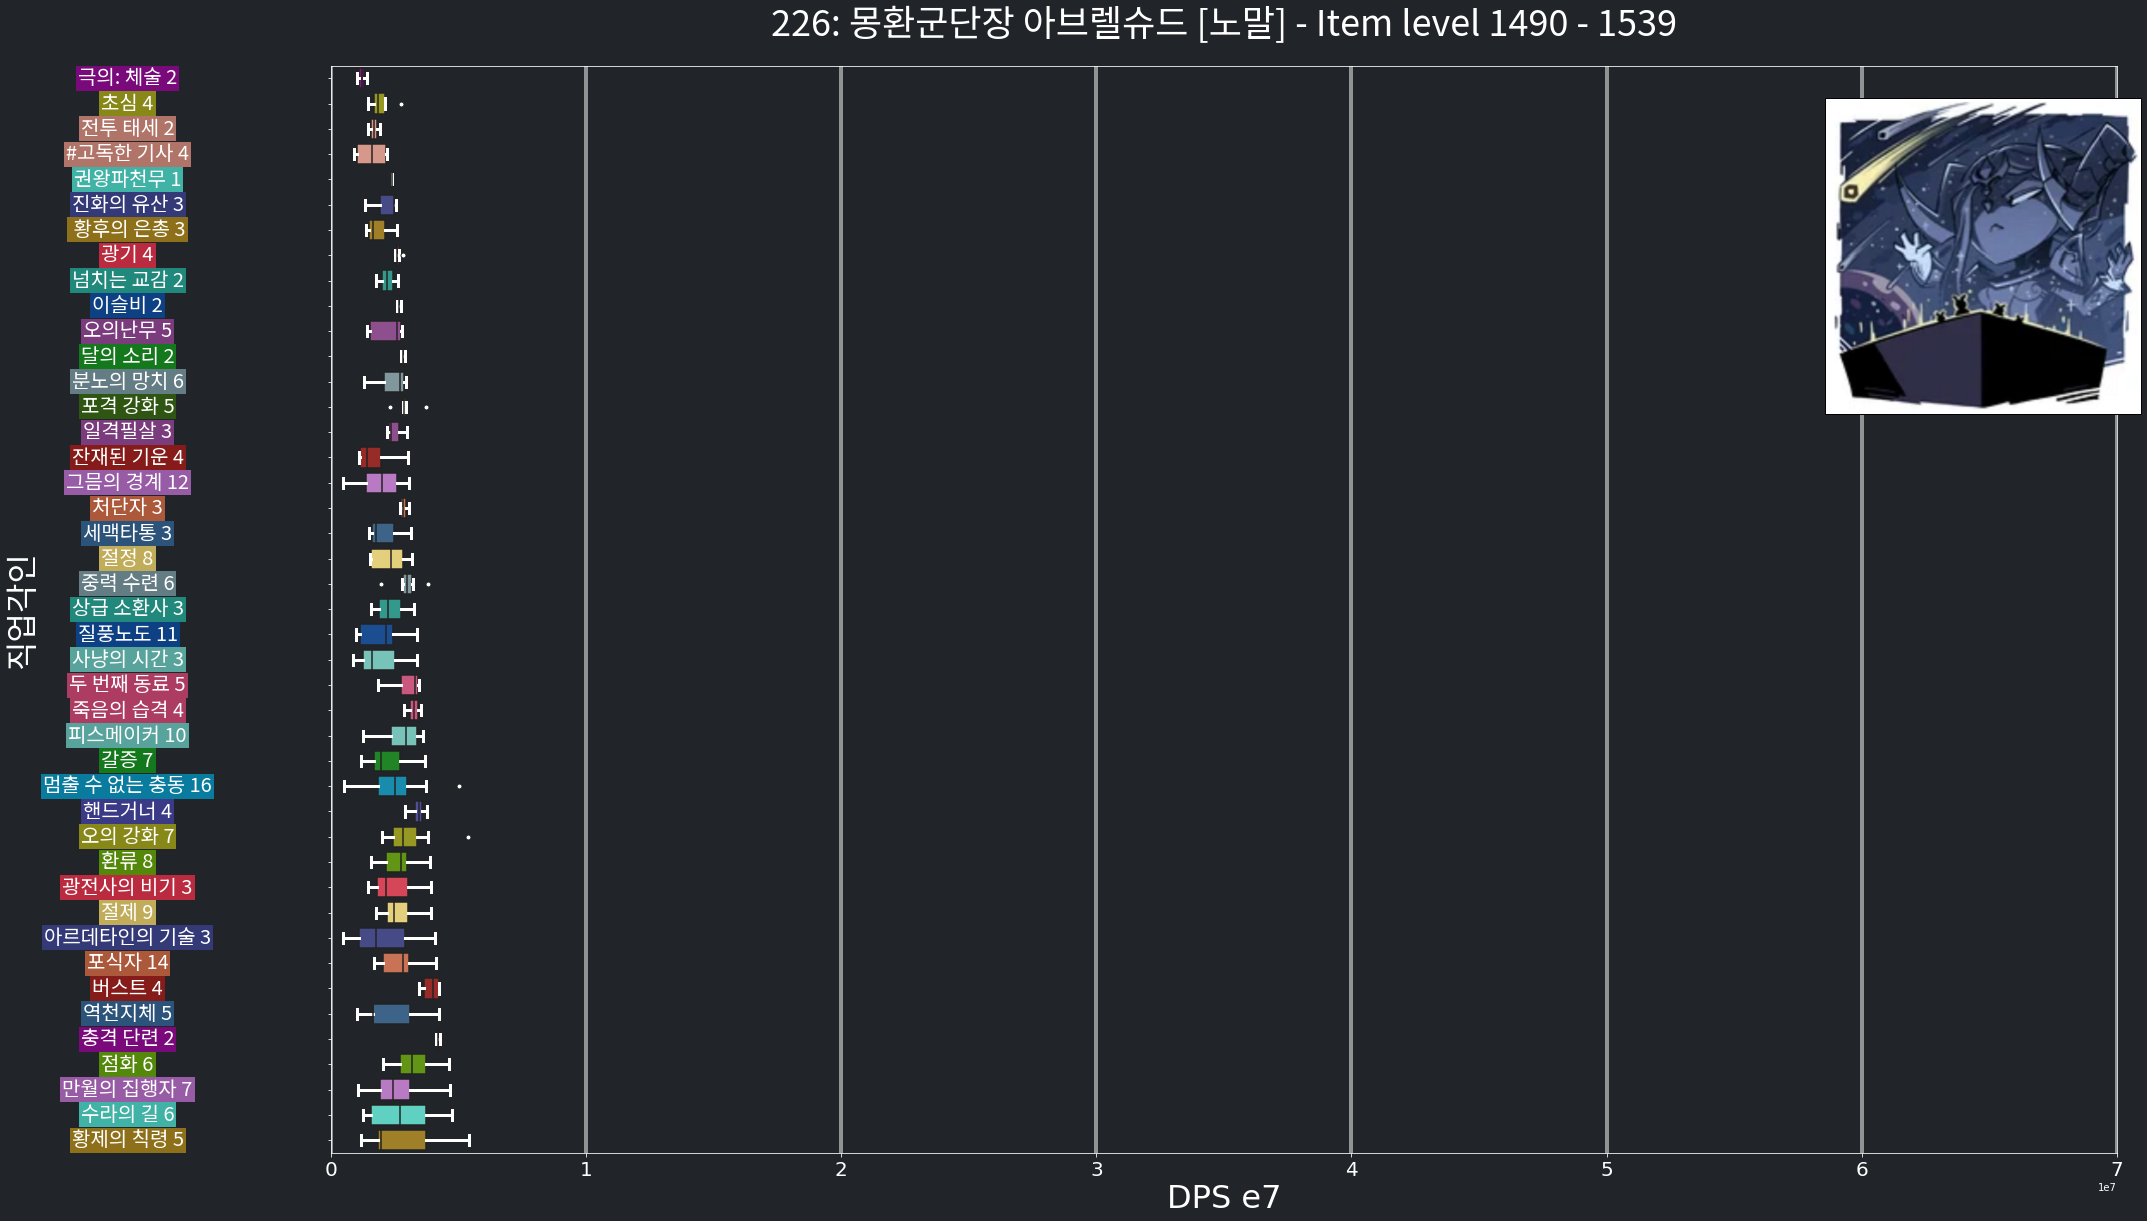 226: 몽환군단장 아브렐슈드 [노말] - Item level 1490 - 1539
극의: 체술 2
초심 4
전투 태세 2
#고독한 기사 4
권왕파천무 1
진화의 유산 3
황후의 은총 3
광기 4
넘치는 교감 2
이슬비 2
오의난무 5
달의 소리 2
분노의 망치 6
포격 강화 5
일격필살 3
잔재된 기운 4
그믐의 경계 12
처단자 3
세맥타통 3
절정 8
중력 수련 6
상급 소환사 3
질풍노도 11
사냥의 시간 3
두 번째 동료 5
죽음의 습격 4
피스메이커 10
갈증 7
멈출 수 없는 충동 16
핸드거너 4
오의 강화 7
환류 8
광전사의 비기 3
절제 9
아르데타인의 기술 3
포식자 14
버스트 4
역천지체 5
충격 단련 2
점화 6
만월의 집행자 7
수라의 길 6
황제의 칙령 5
직업각인
0 1 2 3 4 5 6 7
1e7
DPS e7